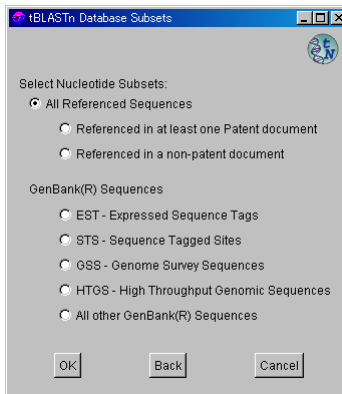 tBLASTn Database Subsets
tN
Select Nucleotide Subsets:
All Referenced Sequences
Referenced in at least one Patent document
Referenced in a non-patent document
GenBank(R) Sequences
EST - Expressed Sequence Tags
STS - Sequence Tagged Sites
GSS - Genome Survey Sequences
HTGS - High Throughput Genomic Sequences
All other GenBank(R) Sequences
OK Back Cancel